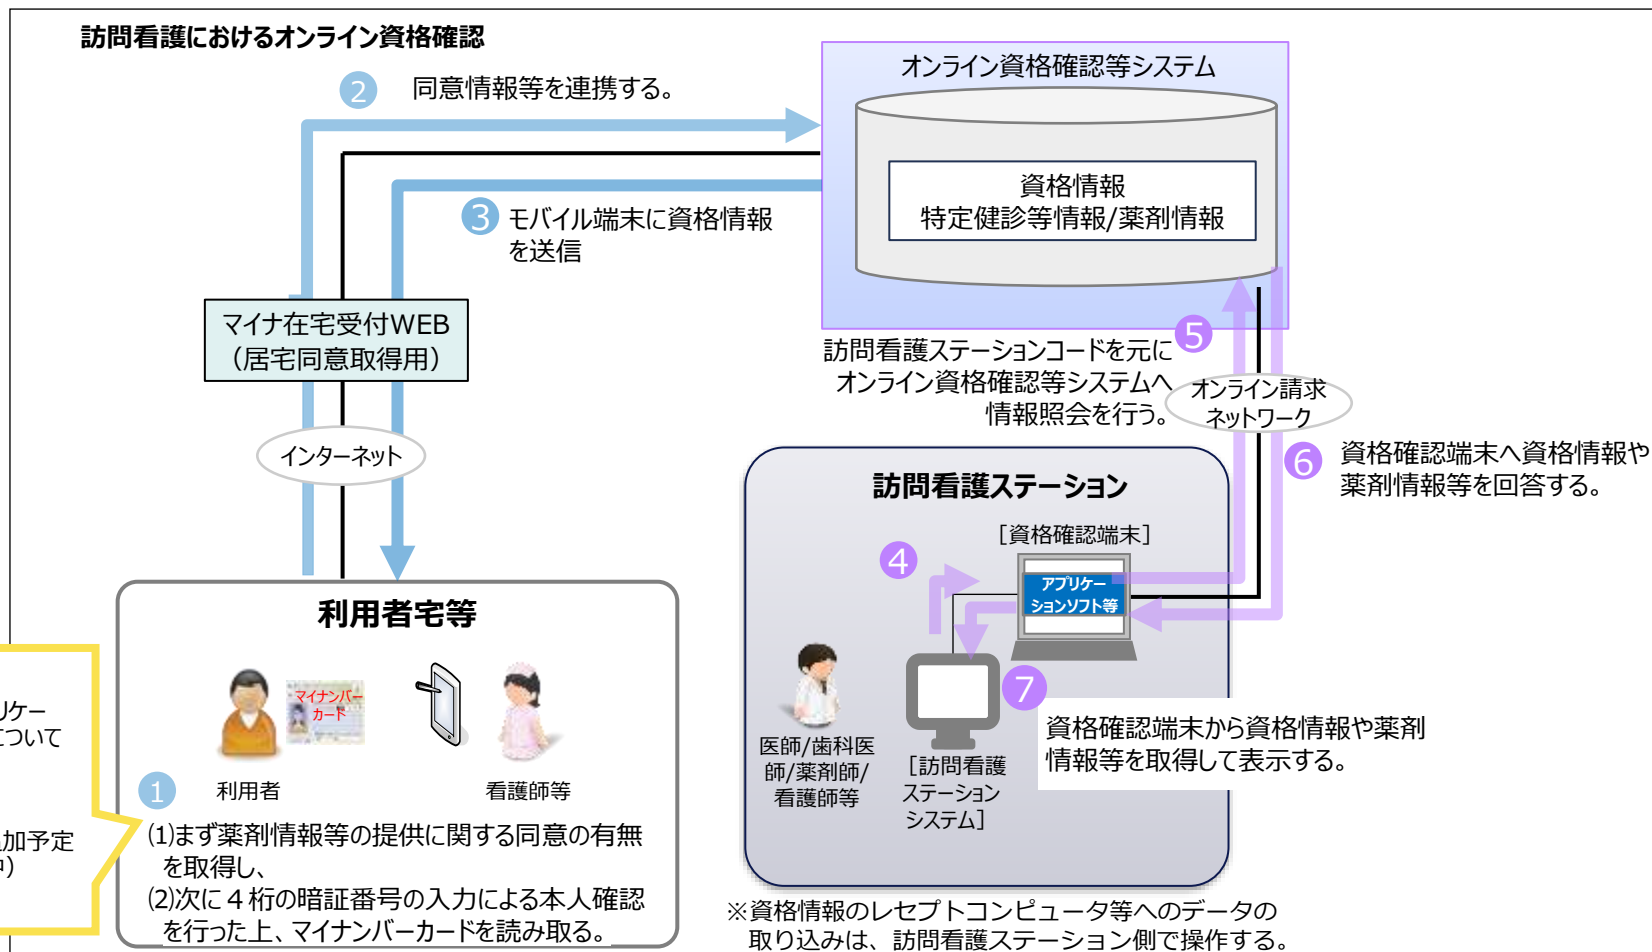 訪問看護におけるオンライン資格確認
2
同意情報等を連携する。
オンライン資格確認等システム
資格情報
特定健診等情報/薬剤情報
3
モバイル端末に資格情報
を送信
マイナ在宅受付WEB
（居宅同意取得用）
インターネット
5
訪問看護ステーションコードを元に
オンライン資格確認等システムへ
情報照会を行う。
オンライン請求
ネットワーク
6
資格確認端末へ資格情報や
薬剤情報等を回答する。
訪問看護ステーション
［資格確認端末］
4
アプリケー
ションソフト等
7
資格確認端末から資格情報や薬剤
情報等を取得して表示する。
医師/歯科医
師/薬剤師/
看護師等
［訪問看護
ステーション
システム］
利用者宅等
マイナンバー
カード
利用者
看護師等
1
⑴まず薬剤情報等の提供に関する同意の有無
を取得し、
⑵次に４桁の暗証番号の入力による本人確認
を行った上、マイナンバーカードを読み取る。
リケー
について
加予定
）
※資格情報のレセプトコンピュータ等へのデータの
取り込みは、訪問看護ステーション側で操作する。